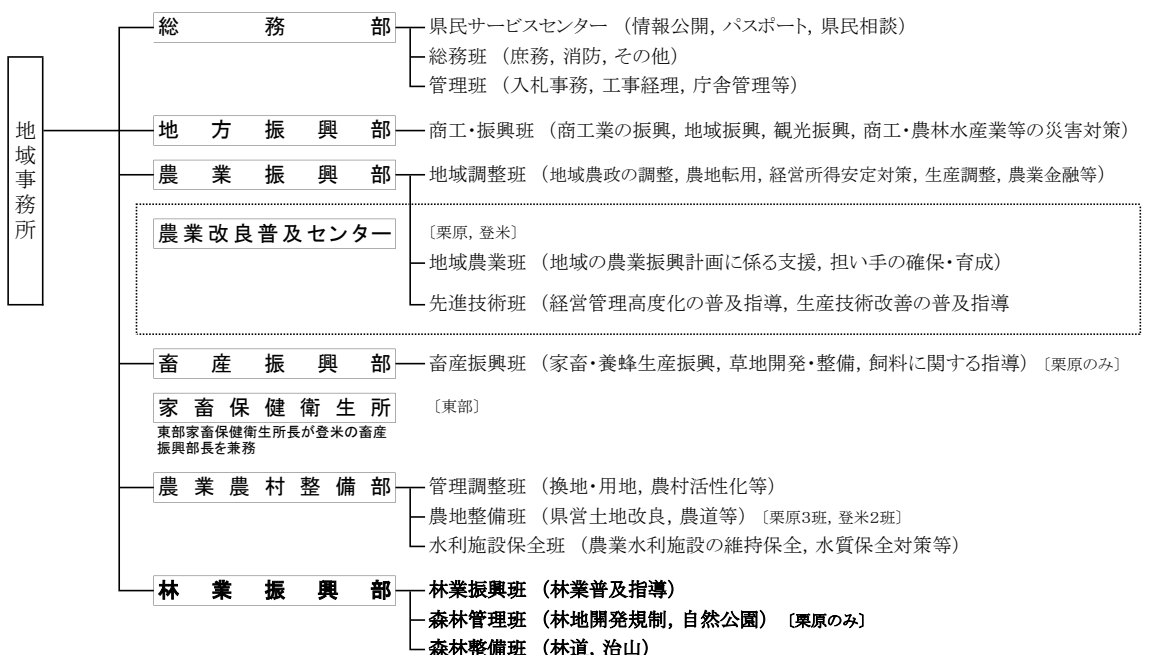 地域事務所
総務部 県民サービスセンター （情報公開, パスポート, 県民相談）
総務班 （庶務, 消防, その他）
管理班 （入札事務, 工事経理, 庁舎管理等）
地方振興部 商工・振興班 （商工業の振興, 地域振興, 観光振興, 商工・農林水産業等の災害対策）
農業振興部 地域調整班 （地域農政の調整, 農地転用, 経営所得安定対策, 生産調整, 農業金融等）
農業改良普及センター 〔栗原, 登米〕
地域農業班 （地域の農業振興計画に係る支援, 担い手の確保・育成）
先進技術班 （経営管理高度化の普及指導, 生産技術改善の普及指導
畜産振興部 畜産振興班 （家畜・養蜂生産振興, 草地開発・整備, 飼料に関する指導） 〔栗原のみ〕
家畜保健衛生所 〔東部〕
東部家畜保健衛生所長が登米の畜産
振興部長を兼務
農業農村整備部 管理調整班 （換地・用地, 農村活性化等）
農地整備班 （県営土地改良, 農道等） 〔栗原3班, 登米2班〕
水利施設保全班 （農業水利施設の維持保全, 水質保全対策等）
林業振興部 林業振興班 （林業普及指導）
森林管理班 （林地開発規制, 自然公園） 〔栗原のみ〕
森林整備班 （林道, 治山）